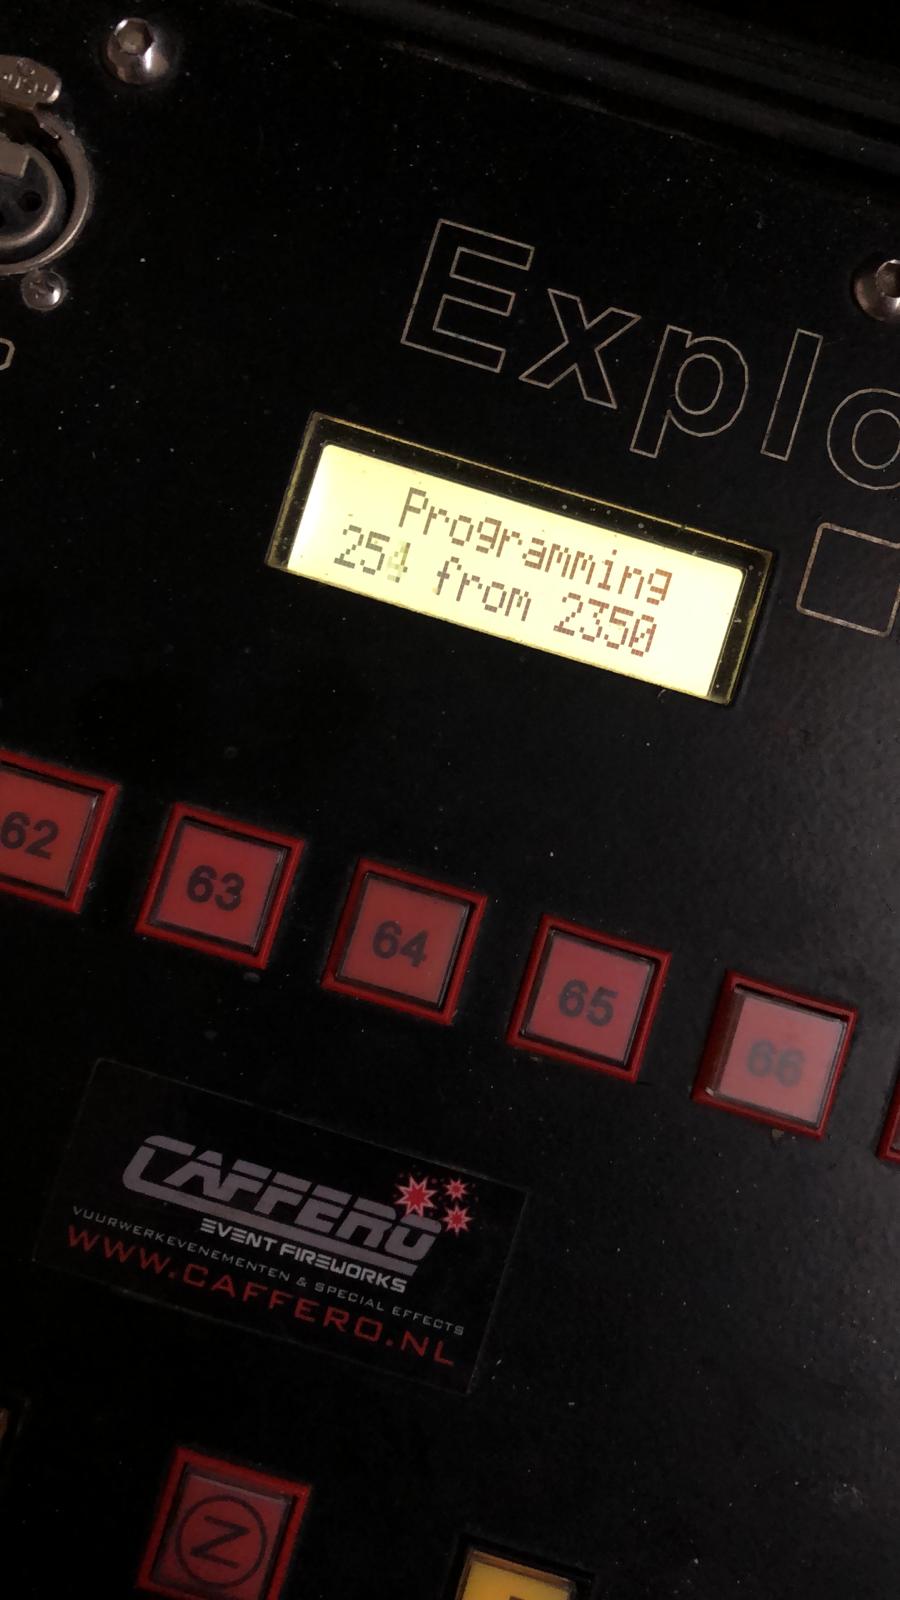 Explo
Programming
from 2350
62
63
64
65
66
CAFFERO
EVENT FIREWORKS
VUURWERKEVENEMENTEN & SPECIAL EFFECTS
WWW.CAFFERO.NL
Z